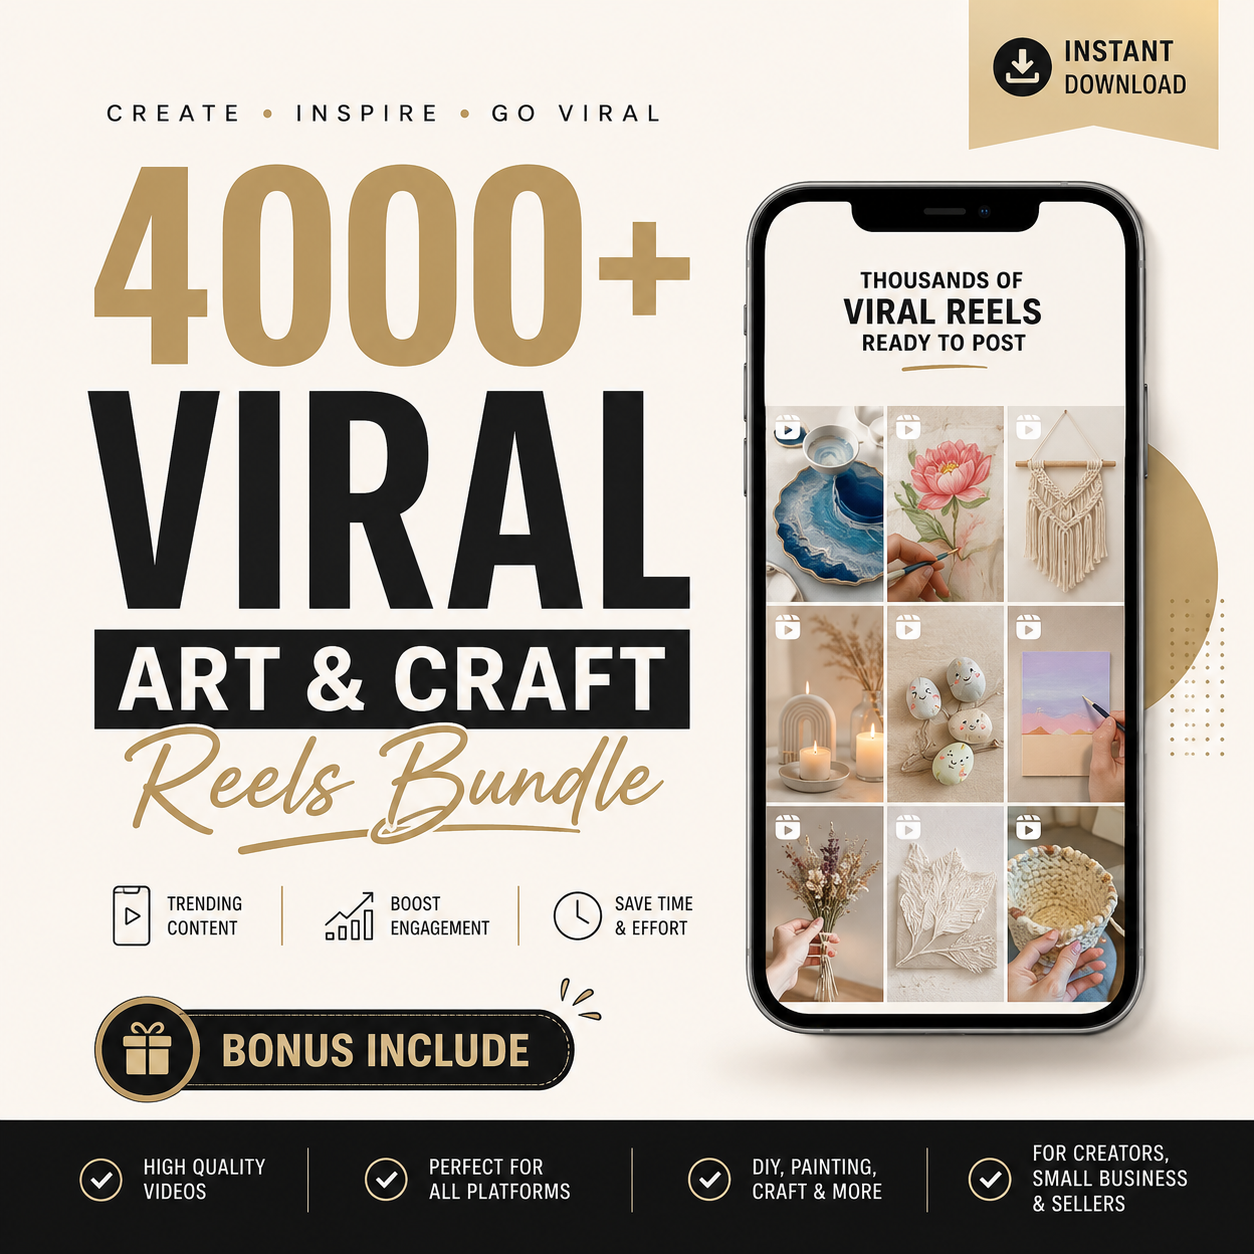 INSTANT
DOWNLOAD
CREATE • INSPIRE • GO VIRAL
4000+
VIRAL
ART & CRAFT
Reels Bundle
TRENDING
CONTENT
BOOST
ENGAGEMENT
SAVE TIME
& EFFORT
BONUS INCLUDE
THOUSANDS OF
VIRAL REELS
READY TO POST
HIGH QUALITY
VIDEOS
PERFECT FOR
ALL PLATFORMS
DIY, PAINTING,
CRAFT & MORE
FOR CREATORS,
SMALL BUSINESS
& SELLERS